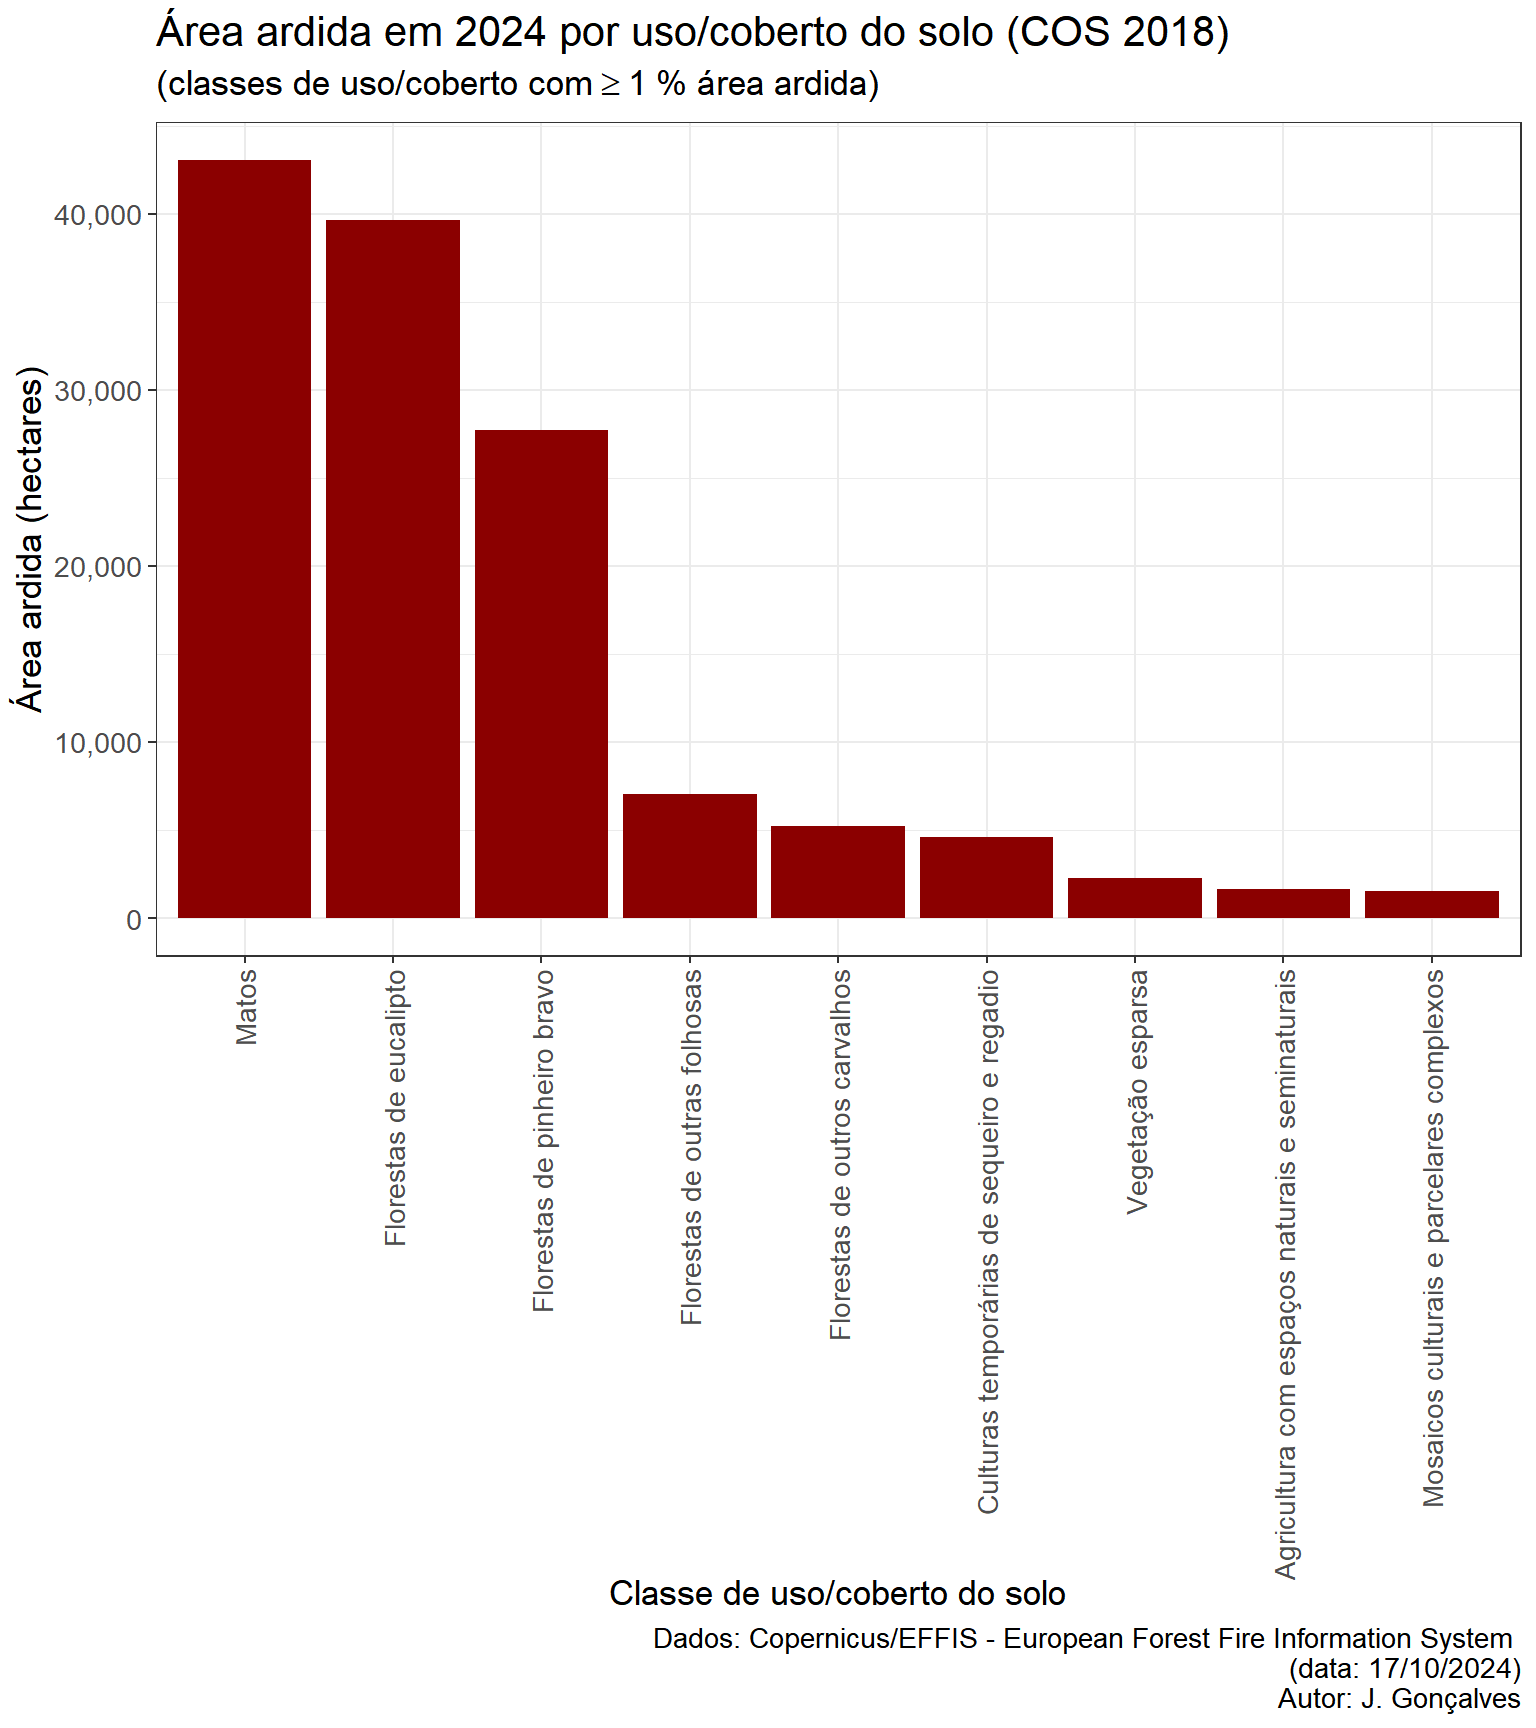 Área ardida em 2024 por uso/coberto do solo (COS 2018)
(classes de uso/coberto com ≥ 1 % área ardida)
Área ardida (hectares)
40,000
30,000
20,000
10,000
0
Matos
Florestas de eucalipto
Florestas de pinheiro bravo
Florestas de outras folhosas
Florestas de outros carvalhos
Culturas temporárias de sequeiro e regadio
Vegetação esparsa
Agricultura com espaços naturais e seminaturais
Mosaicos culturais e parcelares complexos
Classe de uso/coberto do solo
Dados: Copernicus/EFFIS - European Forest Fire Information System
(data: 17/10/2024)
Autor: J. Gonçalves